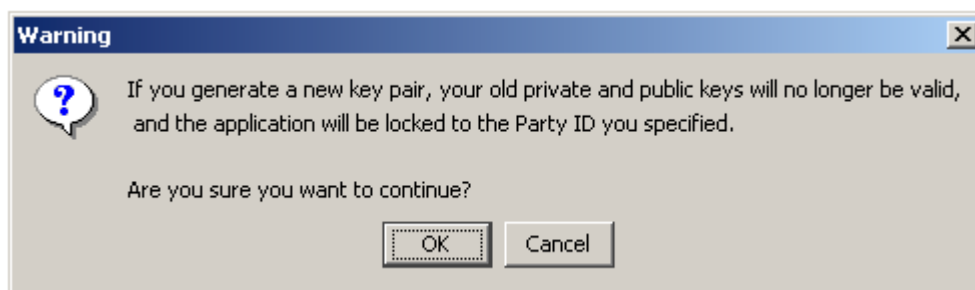 Warning
If you generate a new key pair, your old private and public keys will no longer be valid,
and the application will be locked to the Party ID you specified.
Are you sure you want to continue?
OK Cancel